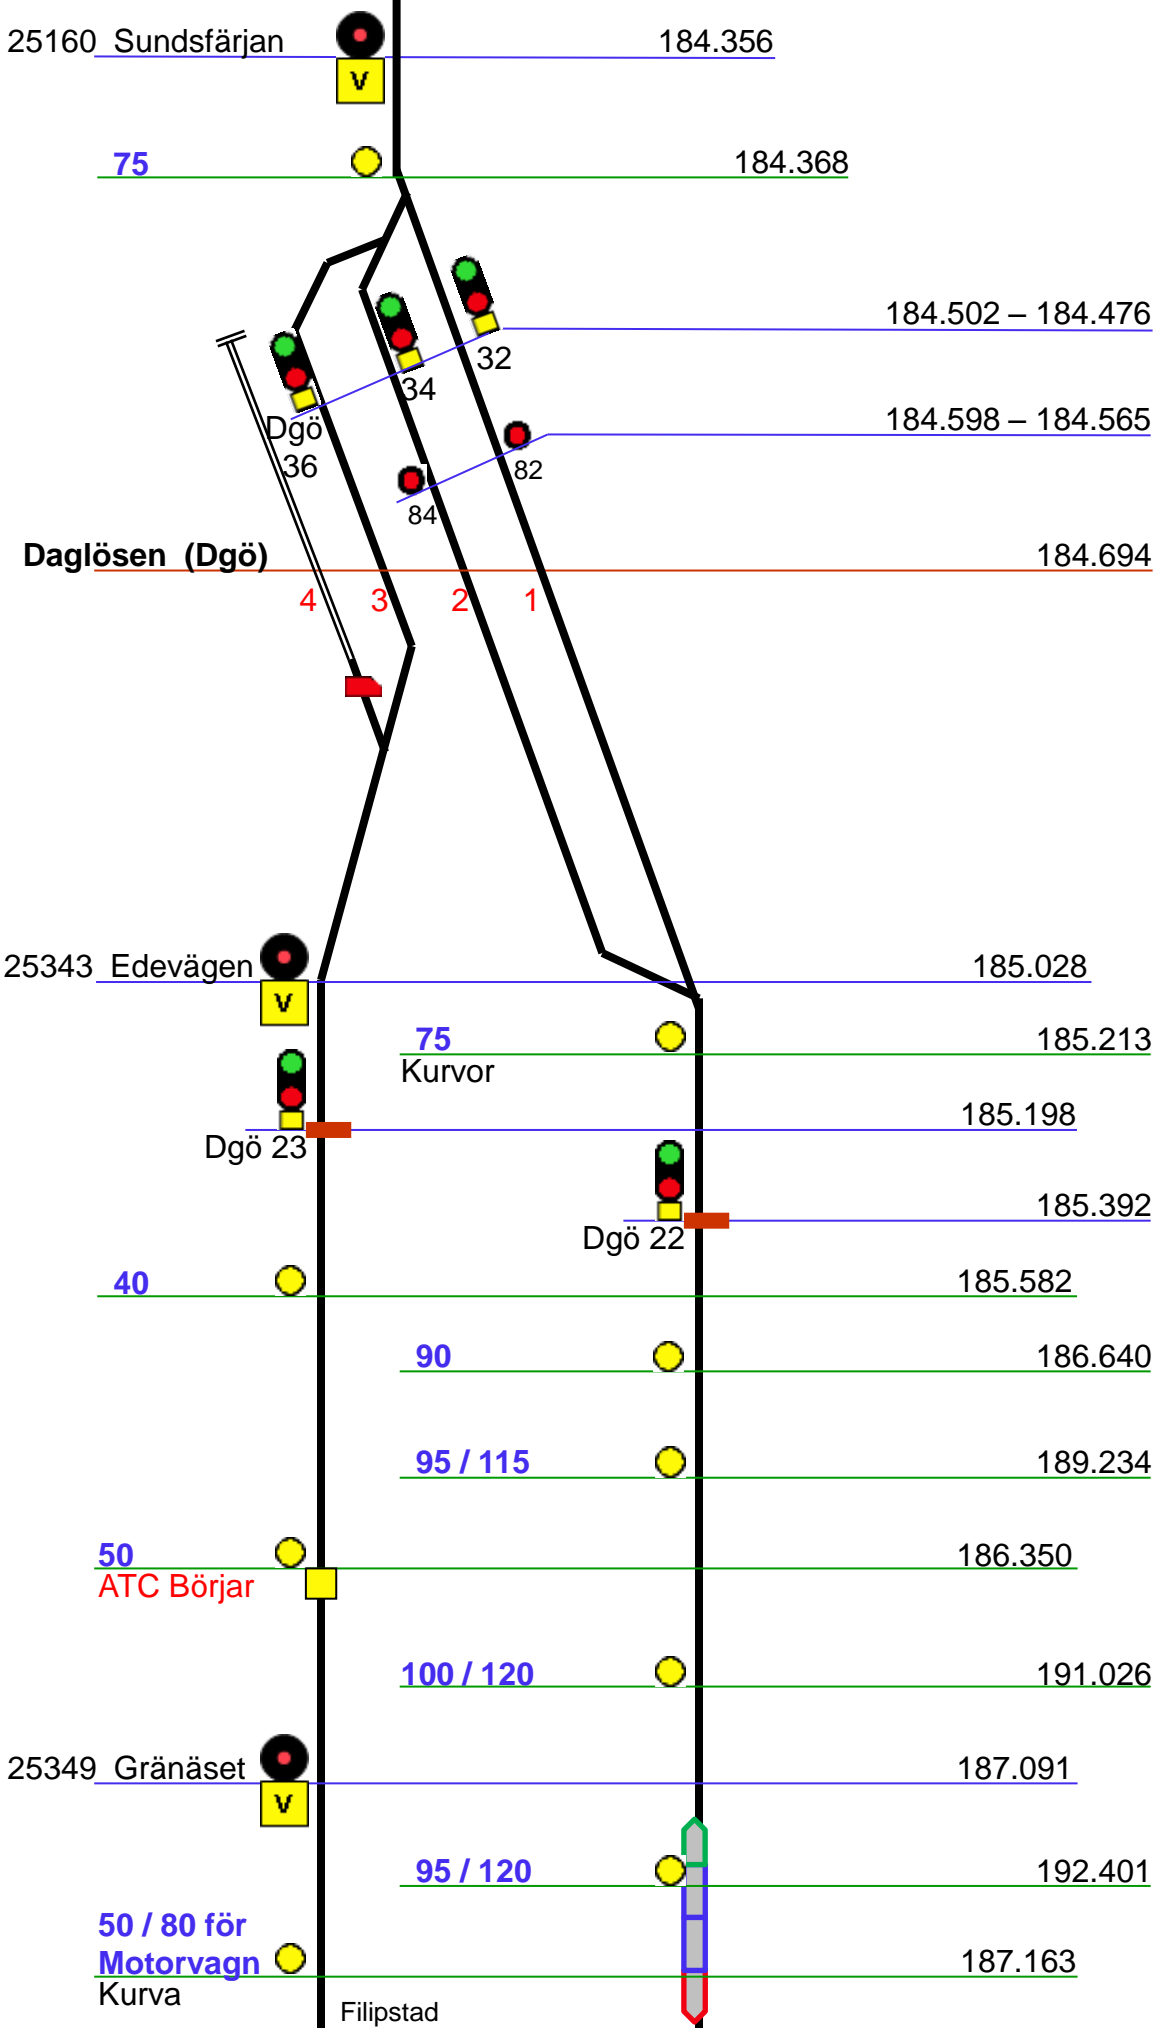 25160 Sundsfärjan 184.356
V
75 184.368
184.502 – 184.476
32
34
Dgö
36
184.598 – 184.565
82
84
Daglösen (Dgö) 184.694
4 3 2 1
25343 Edevägen 185.028
V
75 185.213
Kurvor
185.198
Dgö 23
185.392
Dgö 22
40 185.582
90 186.640
95 / 115 189.234
50 186.350
ATC Börjar
100 / 120 191.026
25349 Gränäset 187.091
V
95 / 120 192.401
50 / 80 för
Motorvagn 187.163
Kurva
Filipstad